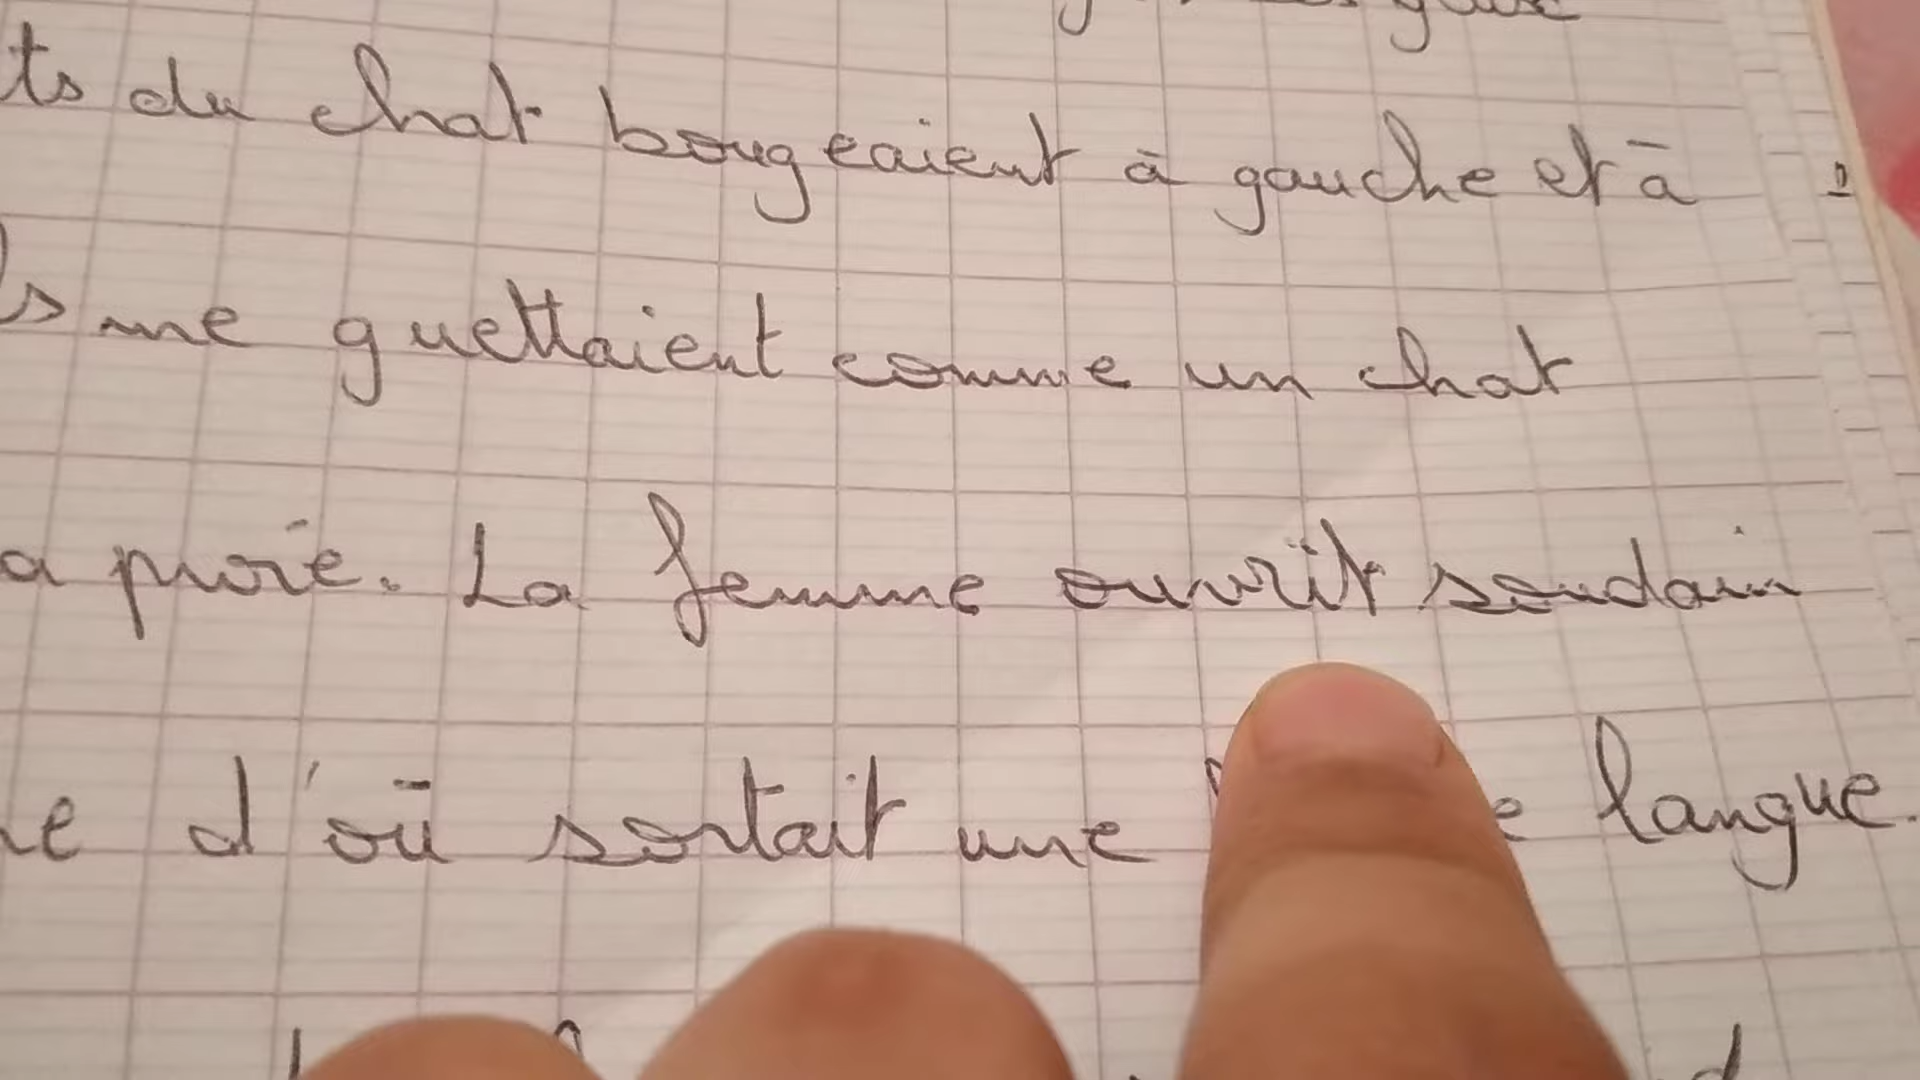 ts du chat bougeaient à gauche et à
s me guettaient comme un chat
a proie. La femme ouvrit soudain
e d'où sortait une langue.